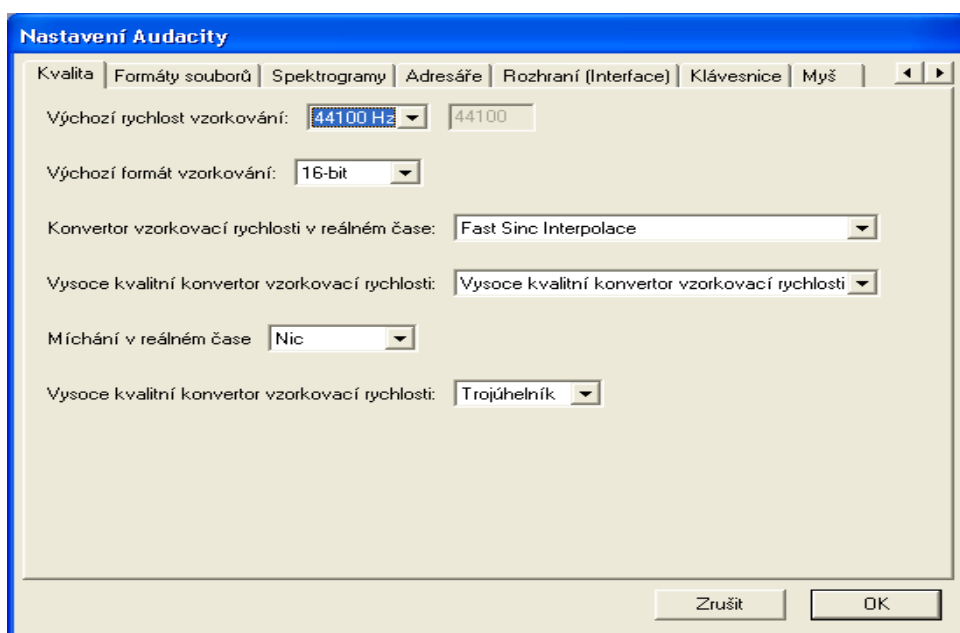 Nastavení Audacity
Kvalita Formáty souborů Spektrogramy Adresáře Rozhraní (Interface) Klávesnice Myš
Výchozí rychlost vzorkování: 44100 Hz 44100
Výchozí formát vzorkování: 16-bit
Konvertor vzorkovací rychlosti v reálném čase: Fast Sinc Interpolace
Vysoce kvalitní konvertor vzorkovací rychlosti: Vysoce kvalitní konvertor vzorkovací rychlosti
Míchání v reálném čase Nic
Vysoce kvalitní konvertor vzorkovací rychlosti: Trojúhelník
Zrušit OK